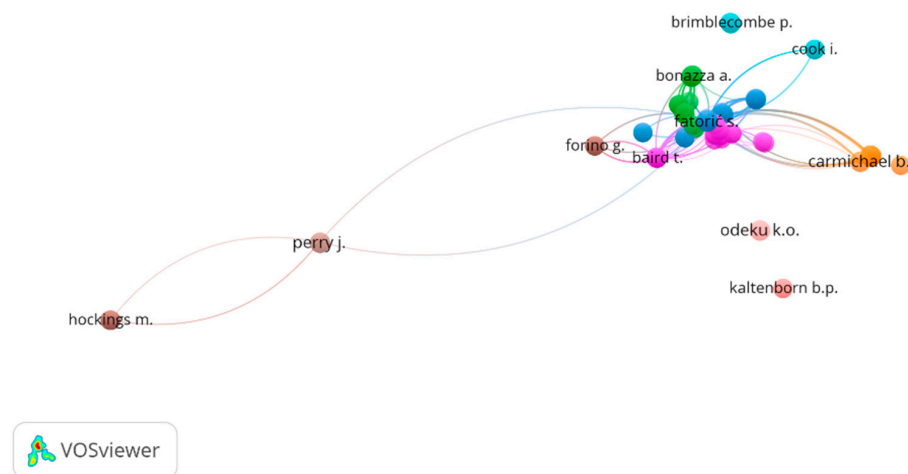 brimblecombe p.
cook i.
bonazza a.
fatorić s.
forino g.
baird t.
carmichael b.
odeku k.o.
perry j.
kaltenborn b.p.
hockings m.
VOSviewer